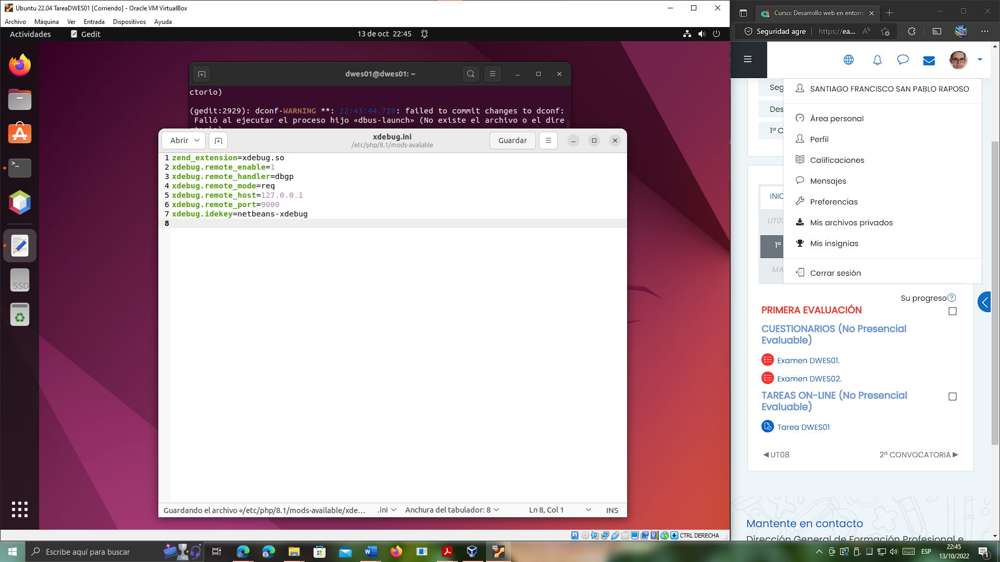 Ubuntu 22.04 TareaDWES01 [Corriendo] - Oracle VM VirtualBox
Archivo Máquina Ver Entrada Dispositivos Ayuda
Actividades Gedit 13 de oct 22:45
dwes01@dwes01: ~
ctorio)
(gedit:2929): dconf-WARNING **: 22:43:44.729: failed to commit changes to dconf:
Falló al ejecutar el proceso hijo «dbus-launch» (No existe el archivo o el dire
Abrir
xdebug.ini
/etc/php/8.1/mods-available
Guardar
1 zend_extension=xdebug.so
2 xdebug.remote_enable=1
3 xdebug.remote_handler=dbgp
4 xdebug.remote_mode=req
5 xdebug.remote_host=127.0.0.1
6 xdebug.remote_port=9000
7 xdebug.idekey=netbeans-xdebug
8
SSD
Guardando el archivo «/etc/php/8.1/mods-available/xde... .ini Anchura del tabulador: 8 Ln 8, Col 1 INS
CTRL DERECHA
Curso: Desarrollo web en entorn
Seguridad agre https://ea...
Seg
Des
1ª C
SANTIAGO FRANCISCO SAN PABLO RAPOSO
Área personal
Perfil
Calificaciones
Mensajes
Preferencias
Mis archivos privados
Mis insignias
Cerrar sesión
INIC
UT03
1ª
MA
Su progreso
PRIMERA EVALUACIÓN
CUESTIONARIOS (No Presencial
Evaluable)
Examen DWES01.
Examen DWES02.
TAREAS ON-LINE (No Presencial
Evaluable)
Tarea DWES01
◀UT08 2ª CONVOCATORIA▶
Mantente en contacto
Dirección General de Formación Profesional e
Escribe aquí para buscar
ESP
22:45
13/10/2022
1